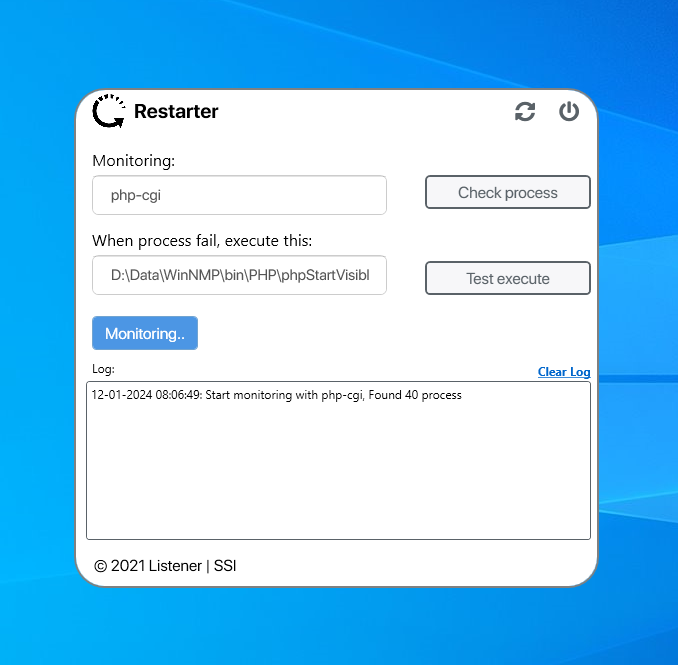 Restarter
Monitoring:
php-cgi
Check process
When process fail, execute this:
D:\Data\WinNMP\bin\PHP\phpStartVisibl
Test execute
Monitoring..
Log:
Clear Log
12-01-2024 08:06:49: Start monitoring with php-cgi, Found 40 process
© 2021 Listener | SSI